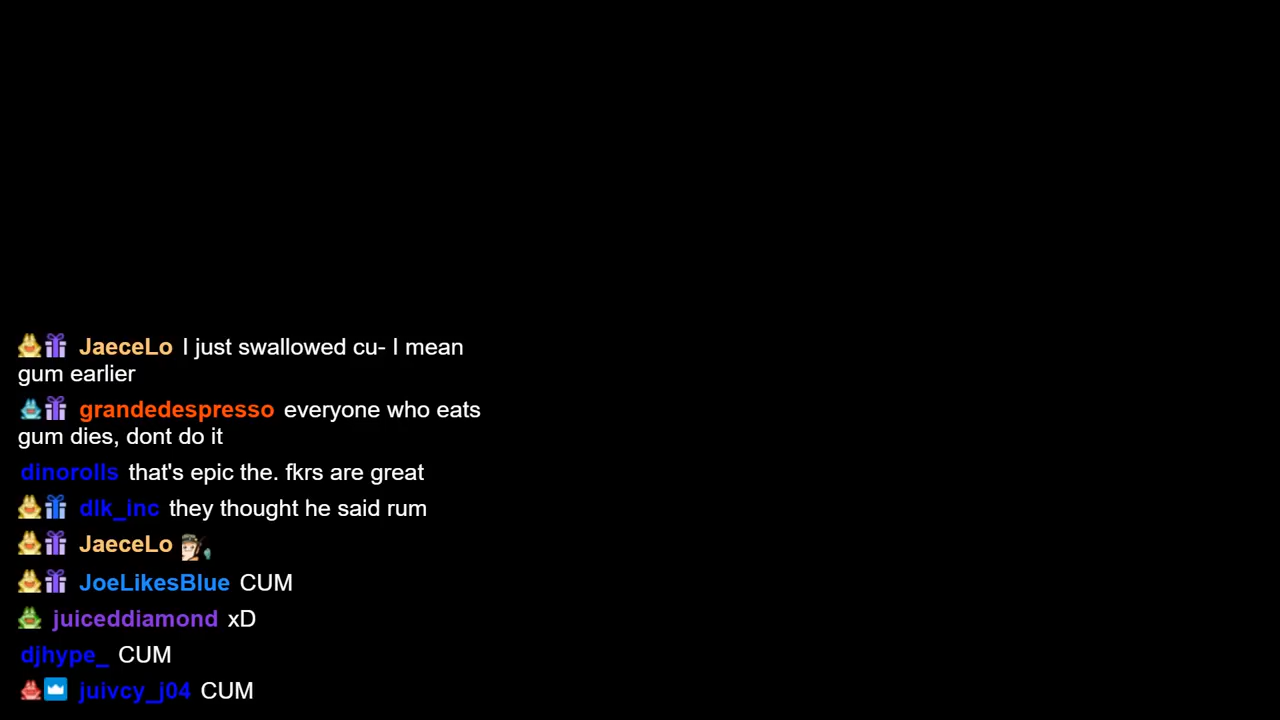 JaeceLo I just swallowed cu- I mean
gum earlier
grandedespresso everyone who eats
gum dies, dont do it
dinorolls that's epic the. fkrs are great
dlk_inc they thought he said rum
JaeceLo
JoeLikesBlue CUM
juiceddiamond xD
djhype_ CUM
juivcy_j04 CUM